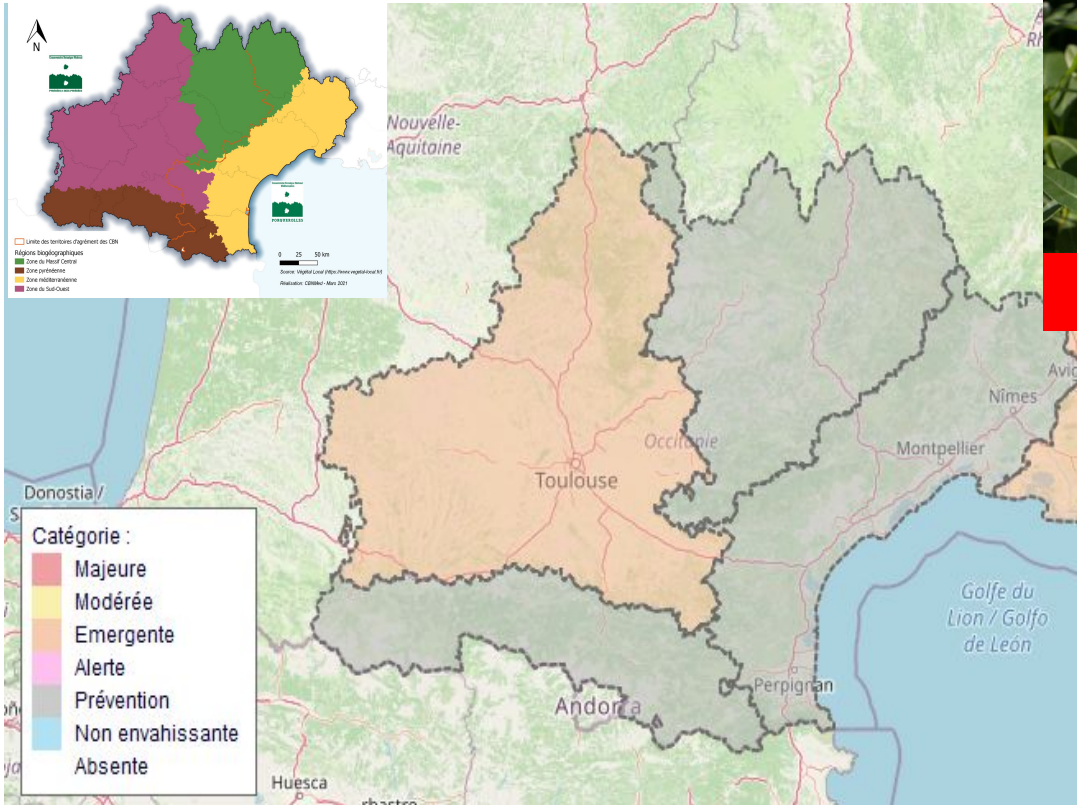 N
Limite des territoires d'agrément des CBN
Régions biogéographiques
Zone du Massif Central
Zone pyrénéenne
Zone méditerranéenne
Zone du Sud-Ouest
0 25 50 km
Source: Végétal Local (https://www.vegetal-local.fr)
Réalisation: CBNMed - Mars 2021
Nouvelle-
Aquitaine
Avig
Nîmes
Occitanie
Montpellier
Toulouse
Donostia /
S
Catégorie :
Majeure
Modérée
Emergente
Alerte
Prévention
Non envahissante
Absente
Golfe du
Lion / Golfo
de León
Perpignan
Andorra
Huesca